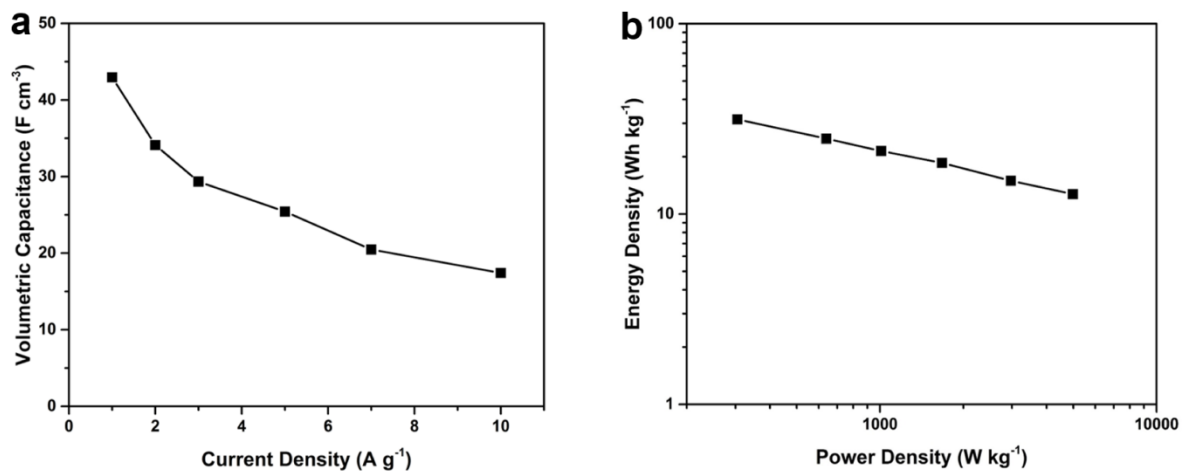 a
50
40
30
20
10
0
0 2 4 6 8 10
Volumetric Capacitance (F cm⁻³)
Current Density (A g⁻¹)
b
100
10
1
1000 10000
Energy Density (Wh kg⁻¹)
Power Density (W kg⁻¹)